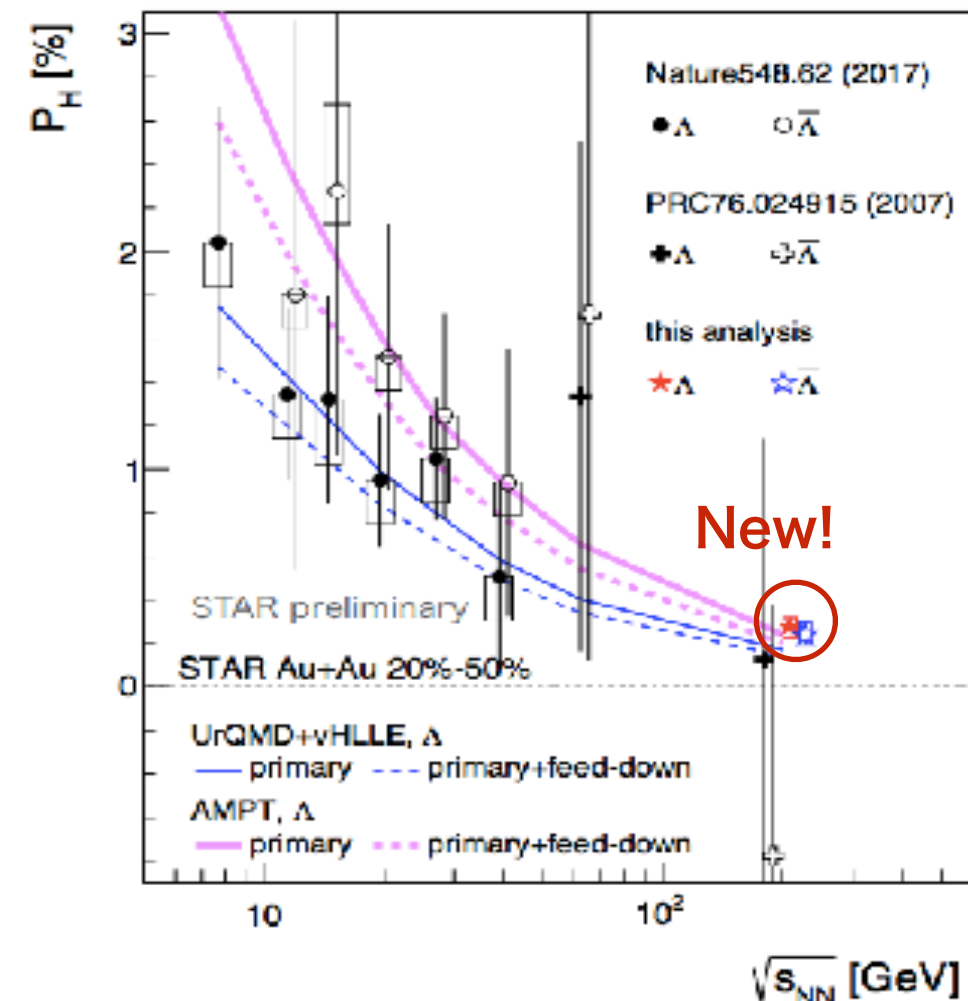 P_H [%]
3
2
1
0
Nature548.62 (2017)
Λ Λ̅
PRC76.024915 (2007)
Λ Λ̅
this analysis
Λ Λ̅
New!
STAR preliminary
STAR Au+Au 20%-50%
UrQMD+vHLLE, Λ
primary primary+feed-down
AMPT, Λ
primary primary+feed-down
10 10²
√s_NN [GeV]